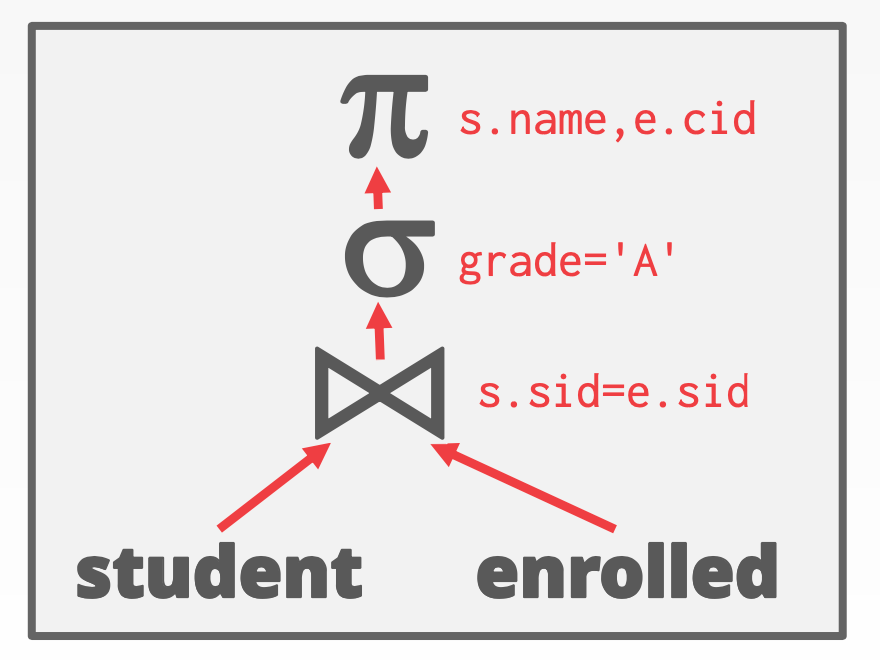 π s.name,e.cid
σ grade='A'
⋈ s.sid=e.sid
student enrolled